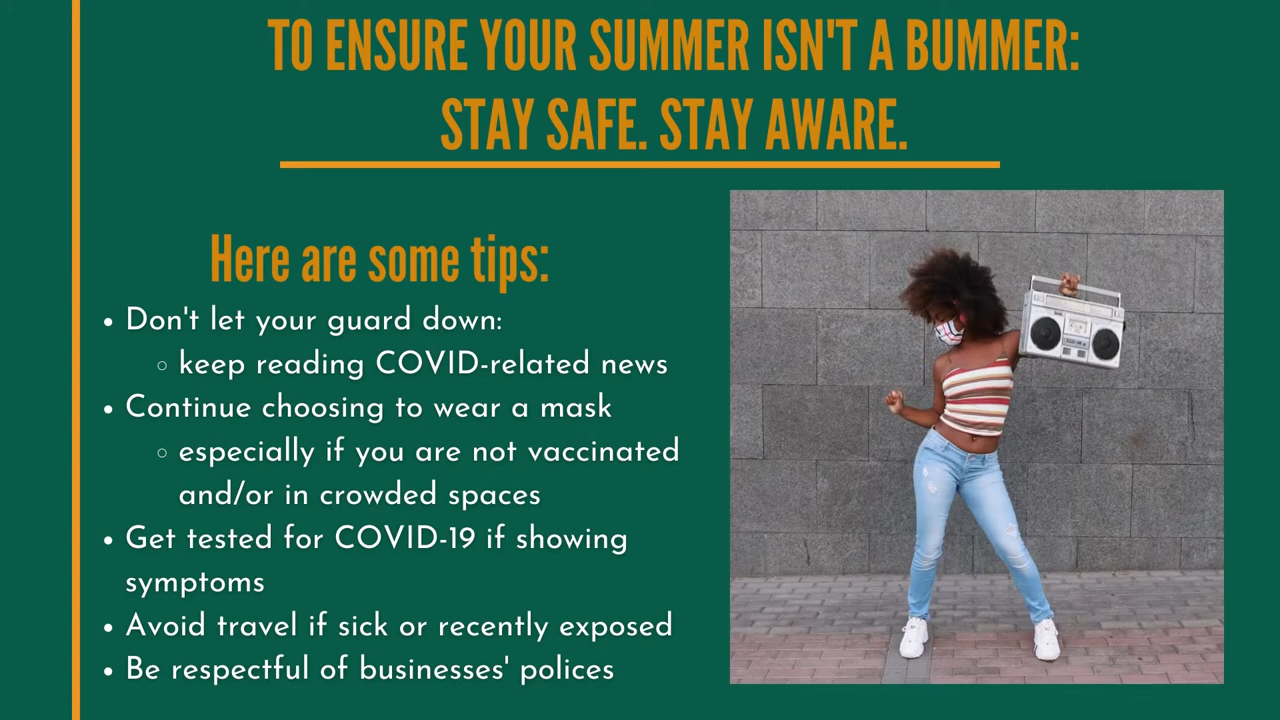 TO ENSURE YOUR SUMMER ISN'T A BUMMER:
STAY SAFE. STAY AWARE.
Here are some tips:
• Don't let your guard down:
◦ keep reading COVID-related news
• Continue choosing to wear a mask
◦ especially if you are not vaccinated
and/or in crowded spaces
• Get tested for COVID-19 if showing
symptoms
• Avoid travel if sick or recently exposed
• Be respectful of businesses' polices